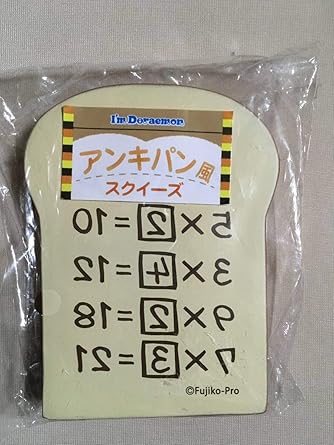 I'm Doraemon
アンキパン風
スクイーズ
5×2=10
3×4=12
9×2=18
7×3=21
©Fujiko-Pro